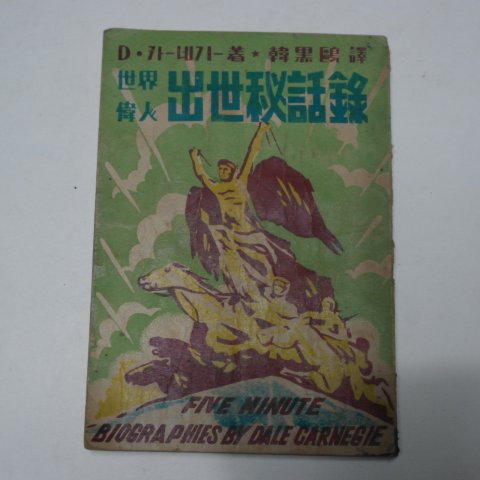 D·카-네기-著★韓黒鷗譯
世界偉人
出世秘話錄
FIVE MINUTE
BIOGRAPHIES BY DALE CARNEGIE